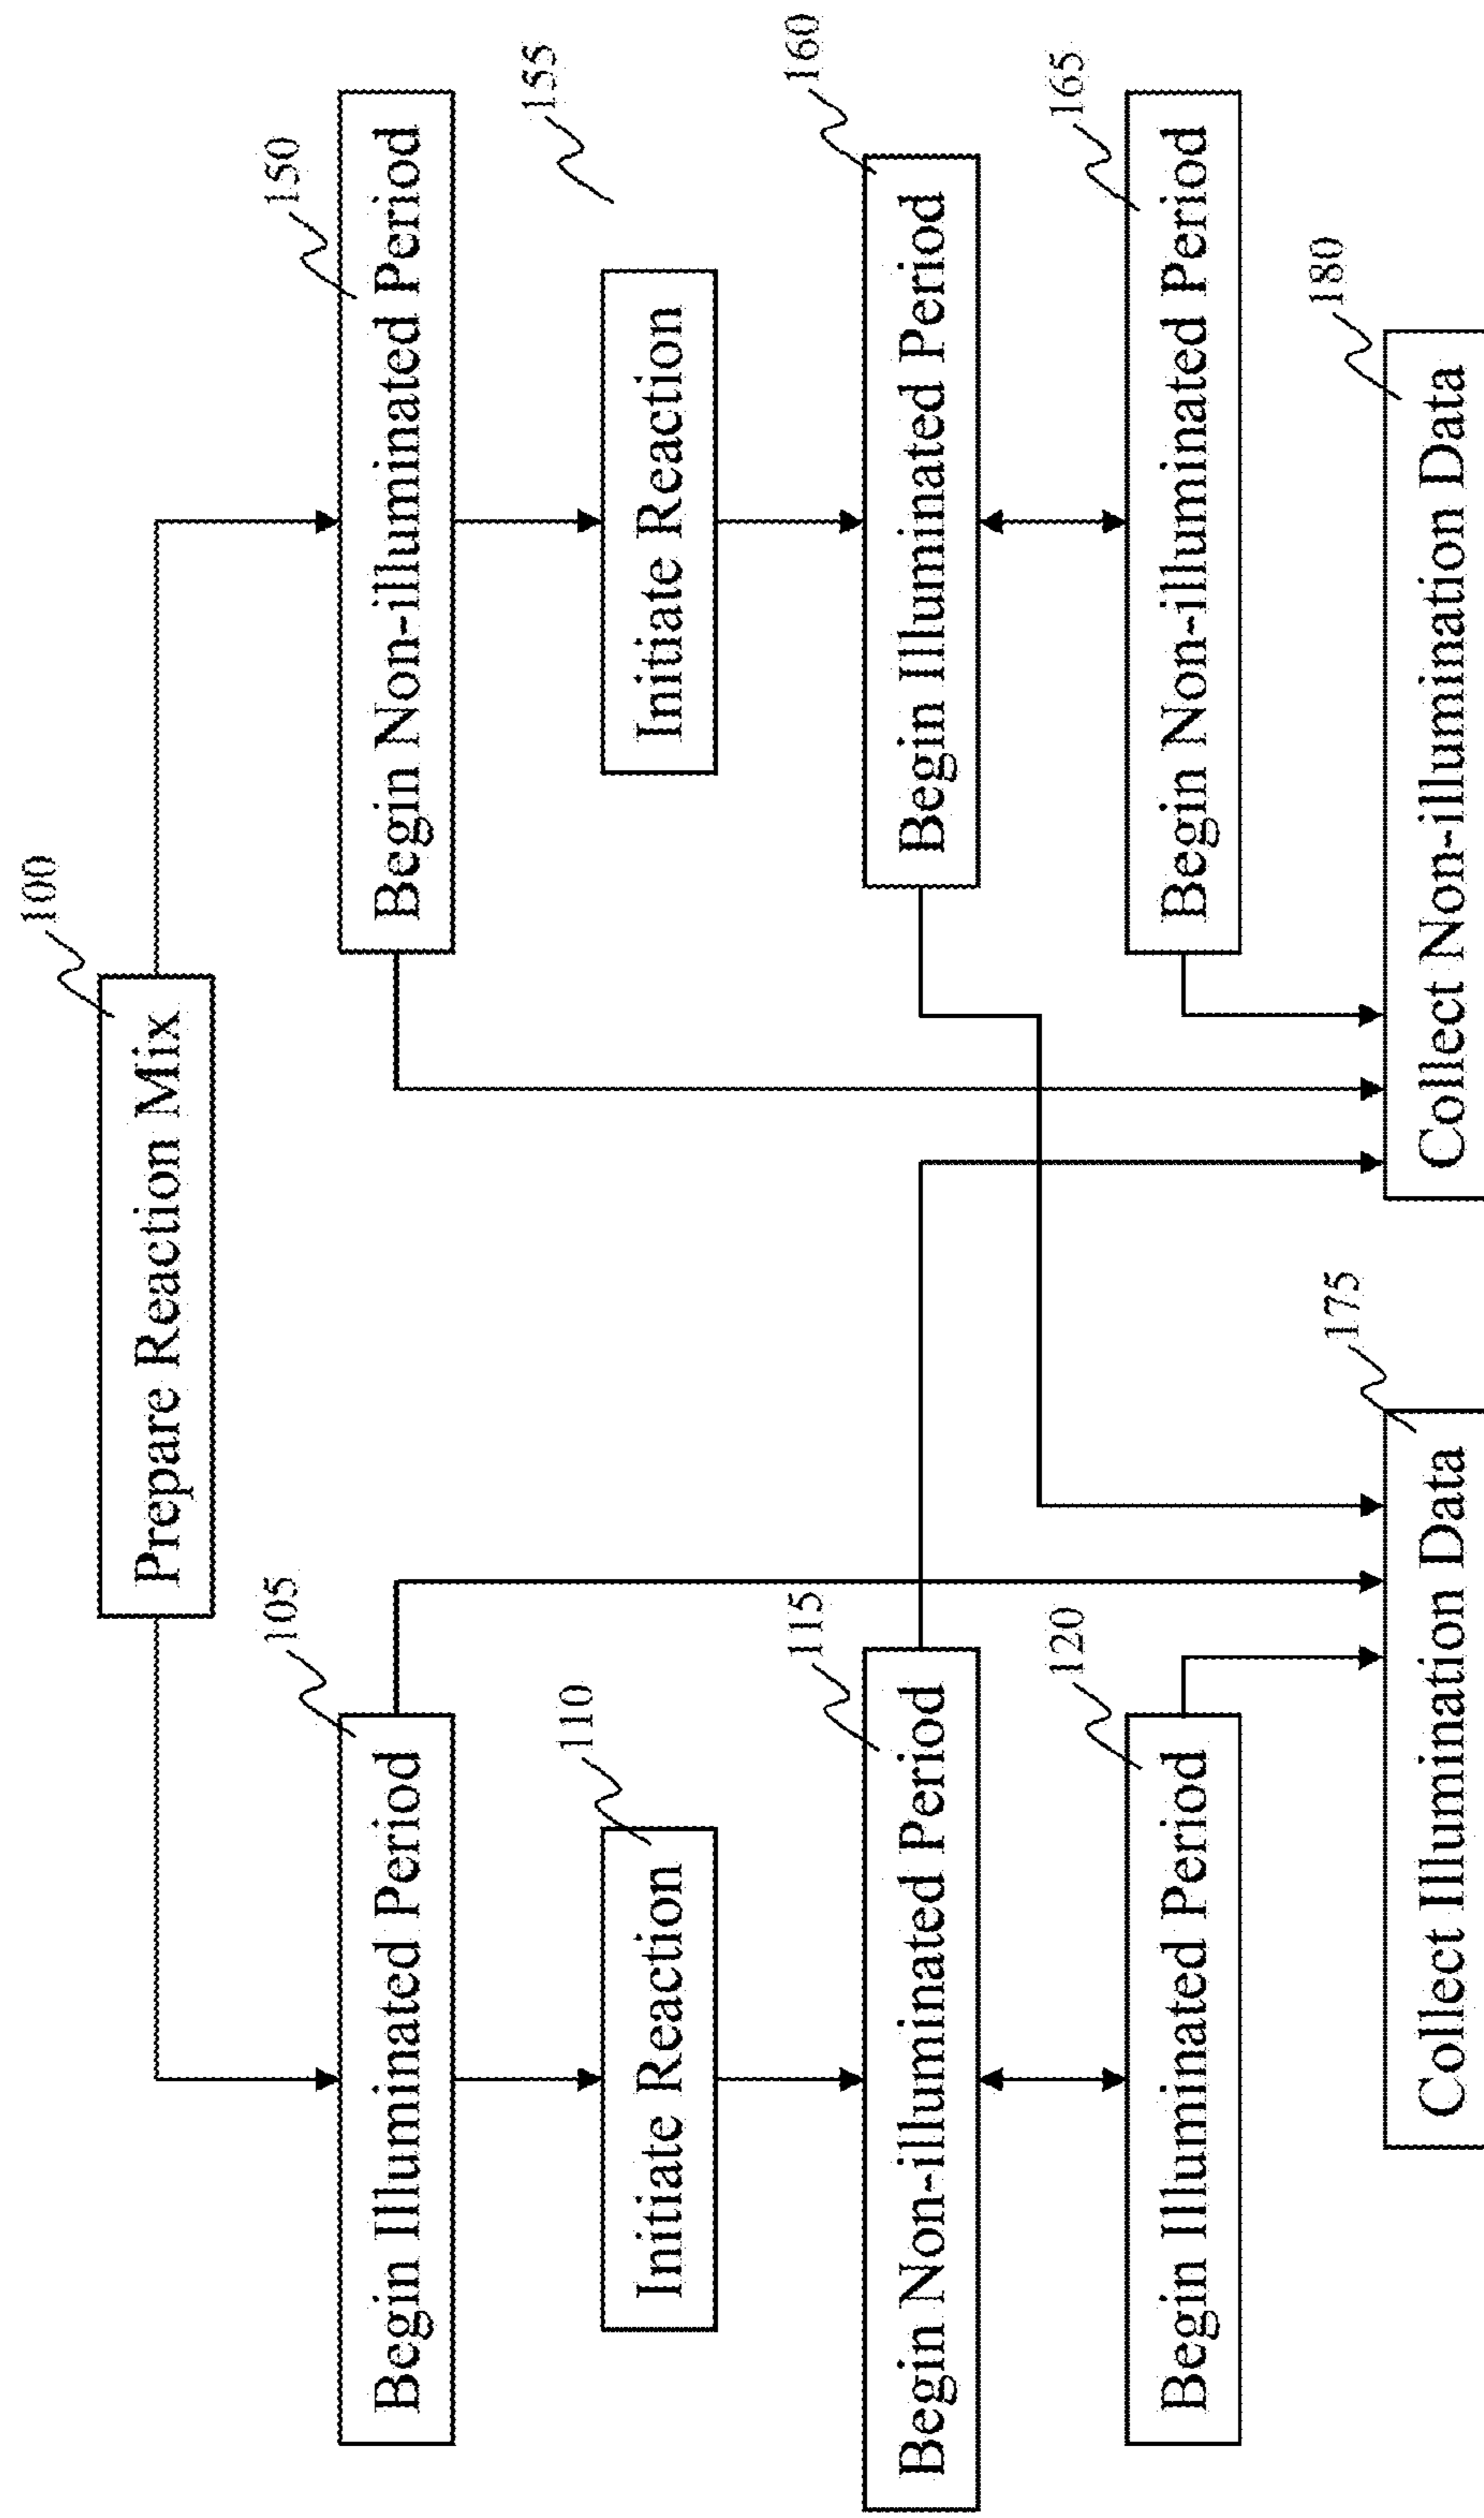 100
Prepare Reaction Mix
105
Begin Illuminated Period
150
Begin Non-illuminated Period
110
Initiate Reaction
155
Initiate Reaction
115
Begin Non-illuminated Period
160
Begin Illuminated Period
120
Begin Illuminated Period
165
Begin Non-illuminated Period
175
Collect Illumination Data
180
Collect Non-illumination Data